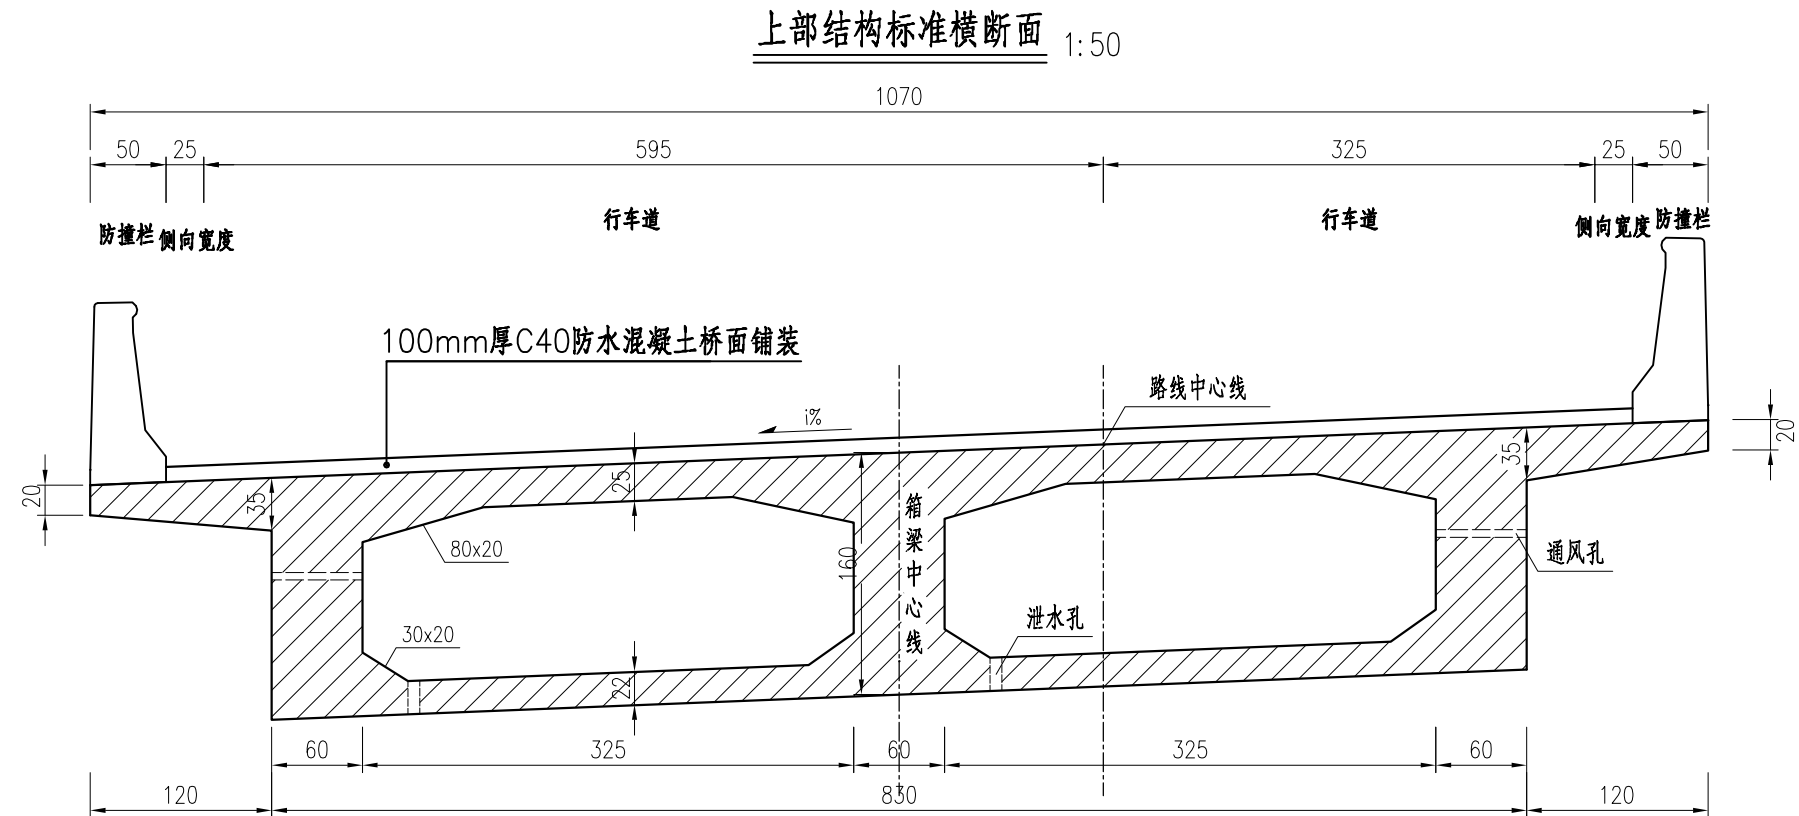 上部结构标准横断面 1:50
1070
50 25 595 325 25 50
防撞栏 侧向宽度 行车道 行车道 侧向宽度 防撞栏
100mm厚C40防水混凝土桥面铺装
路线中心线
i%
20
35
25
20
35
160
箱梁中心线
80x20
通风孔
30x20
泄水孔
22
60 325 60 325 60
120 830 120